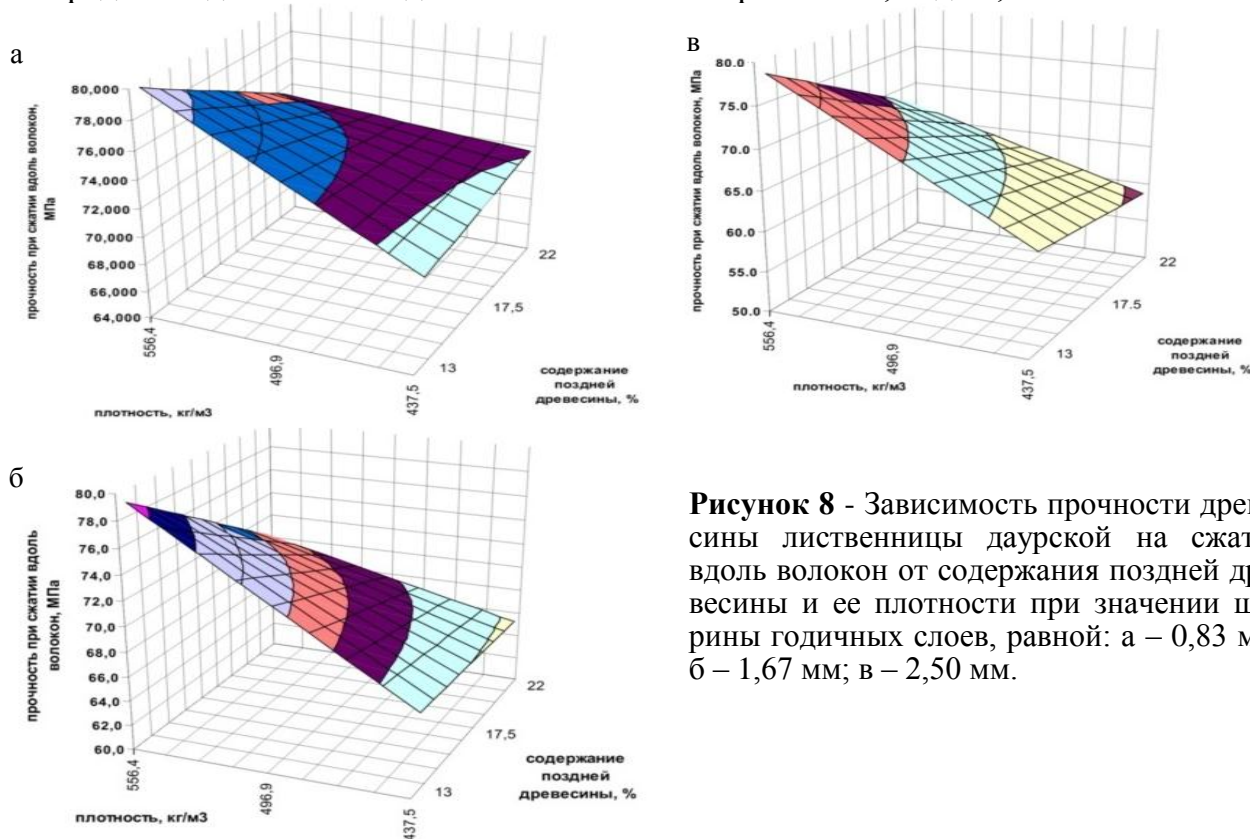 а
прочность при сжатии вдоль волокон,
МПа
80,000
78,000
76,000
74,000
72,000
70,000
68,000
66,000
64,000
556,4
496,9
437,5
плотность, кг/м3
13
17,5
22
содержание
поздней
древесины, %
в
прочность при сжатии вдоль волокон, МПа
80.0
75.0
70.0
65.0
60.0
55.0
50.0
556,4
496,9
437,5
плотность, кг/м3
13
17.5
22
содержание
поздней
древесины, %
б
прочность при сжатии вдоль
волокон, МПа
80,0
78,0
76,0
74,0
72,0
70,0
68,0
66,0
64,0
62,0
60,0
556,4
496,9
437,5
плотность, кг/м3
13
17,5
22
содержание
поздней
древесины, %
Рисунок 8 - Зависимость прочности древ
сины лиственницы даурской на сжат
вдоль волокон от содержания поздней др
весины и ее плотности при значении ш
рины годичных слоев, равной: а – 0,83 м
б – 1,67 мм; в – 2,50 мм.